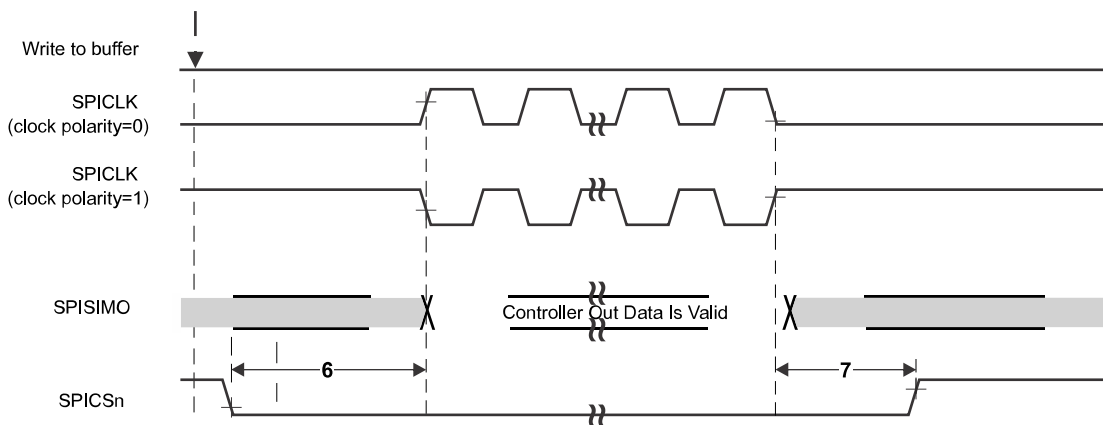 Write to buffer
SPICLK
(clock polarity=0)
SPICLK
(clock polarity=1)
SPISIMO
Controller Out Data Is Valid
6
7
SPICSn